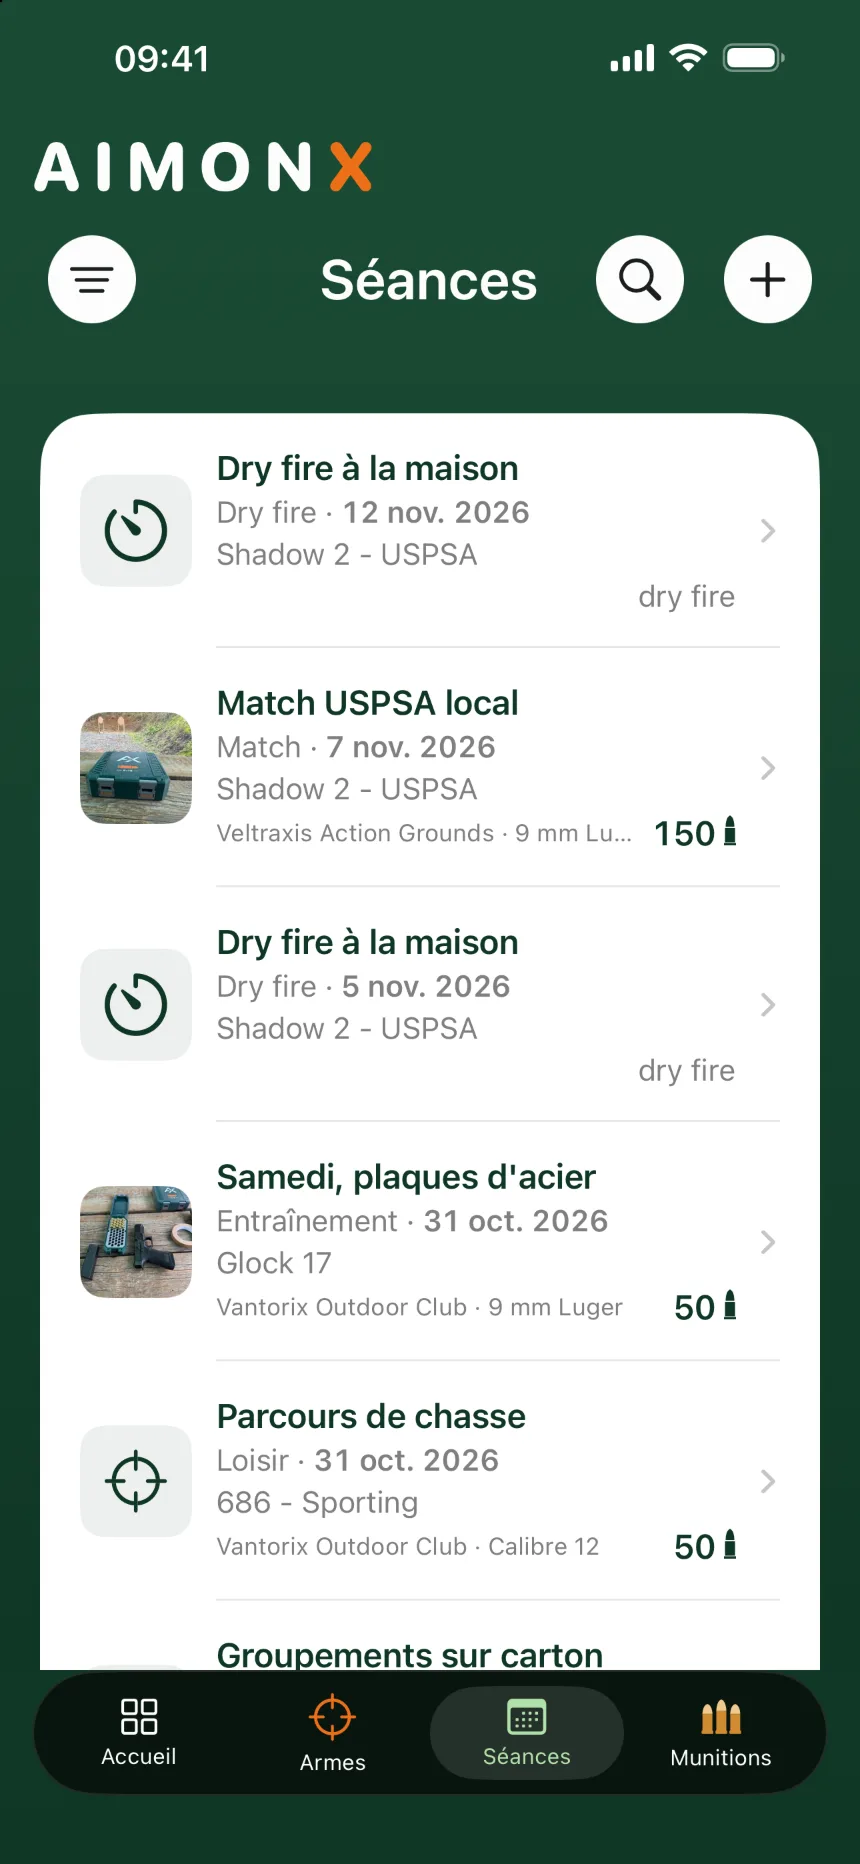 09:41
AIMONX
Séances
Dry fire à la maison
Dry fire · 12 nov. 2026
Shadow 2 - USPSA
dry fire
Match USPSA local
Match · 7 nov. 2026
Shadow 2 - USPSA
Veltraxis Action Grounds · 9 mm Lu... 150
Dry fire à la maison
Dry fire · 5 nov. 2026
Shadow 2 - USPSA
dry fire
Samedi, plaques d'acier
Entraînement · 31 oct. 2026
Glock 17
Vantorix Outdoor Club · 9 mm Luger 50
Parcours de chasse
Loisir · 31 oct. 2026
686 - Sporting
Vantorix Outdoor Club · Calibre 12 50
Groupements sur carton
Accueil Armes Séances Munitions